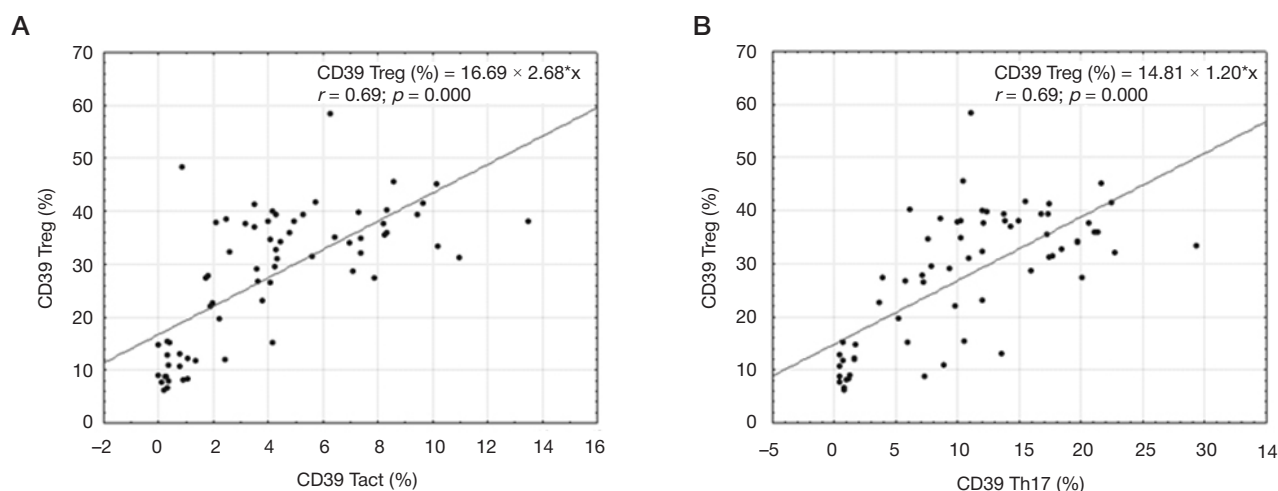 A
CD39 Treg (%) = 16.69 × 2.68*x
r = 0.69; p = 0.000
70
60
50
40
30
20
10
0
CD39 Treg (%)
–2 0 2 4 6 8 10 12 14 16
CD39 Tact (%)
B
CD39 Treg (%) = 14.81 × 1.20*x
r = 0.69; p = 0.000
70
60
50
40
30
20
10
0
CD39 Treg (%)
–5 0 5 10 15 20 25 30 14
CD39 Th17 (%)